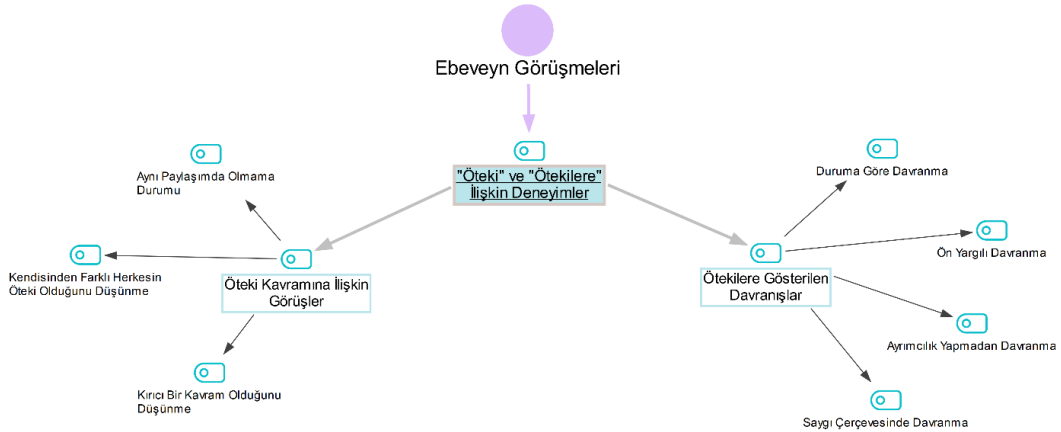 Ebeveyn Görüşmeleri
"Öteki" ve "Ötekilere"
İlişkin Deneyimler
Aynı Paylaşımda Olmama
Durumu
Kendisinden Farklı Herkesin
Öteki Olduğunu Düşünme
Öteki Kavramına İlişkin
Görüşler
Kırıcı Bir Kavram Olduğunu
Düşünme
Duruma Göre Davranma
Ön Yargılı Davranma
Ötekilere Gösterilen
Davranışlar
Ayrımcılık Yapmadan Davranma
Saygı Çerçevesinde Davranma